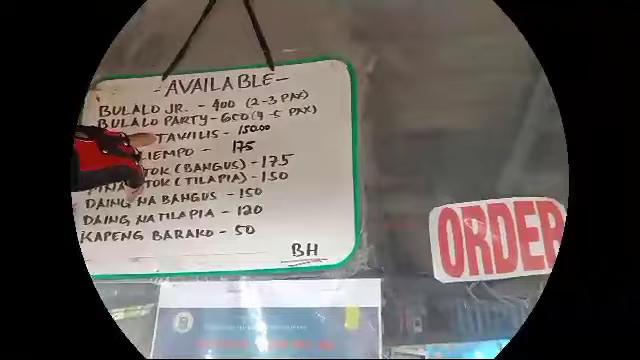 - AVAILABLE -
BULALO JR. - 400 (2-3 PAX)
BULALO PARTY - 650 (4-5 PAX)
TAWILIS - 150.00
LIEMPO - 175
TOK (BANGUS) - 175
TOK (TILAPIA) - 150
DAING NA BANGUS - 150
DAING NA TILAPIA - 120
KAPENG BARAKO - 50
BH
ORDER